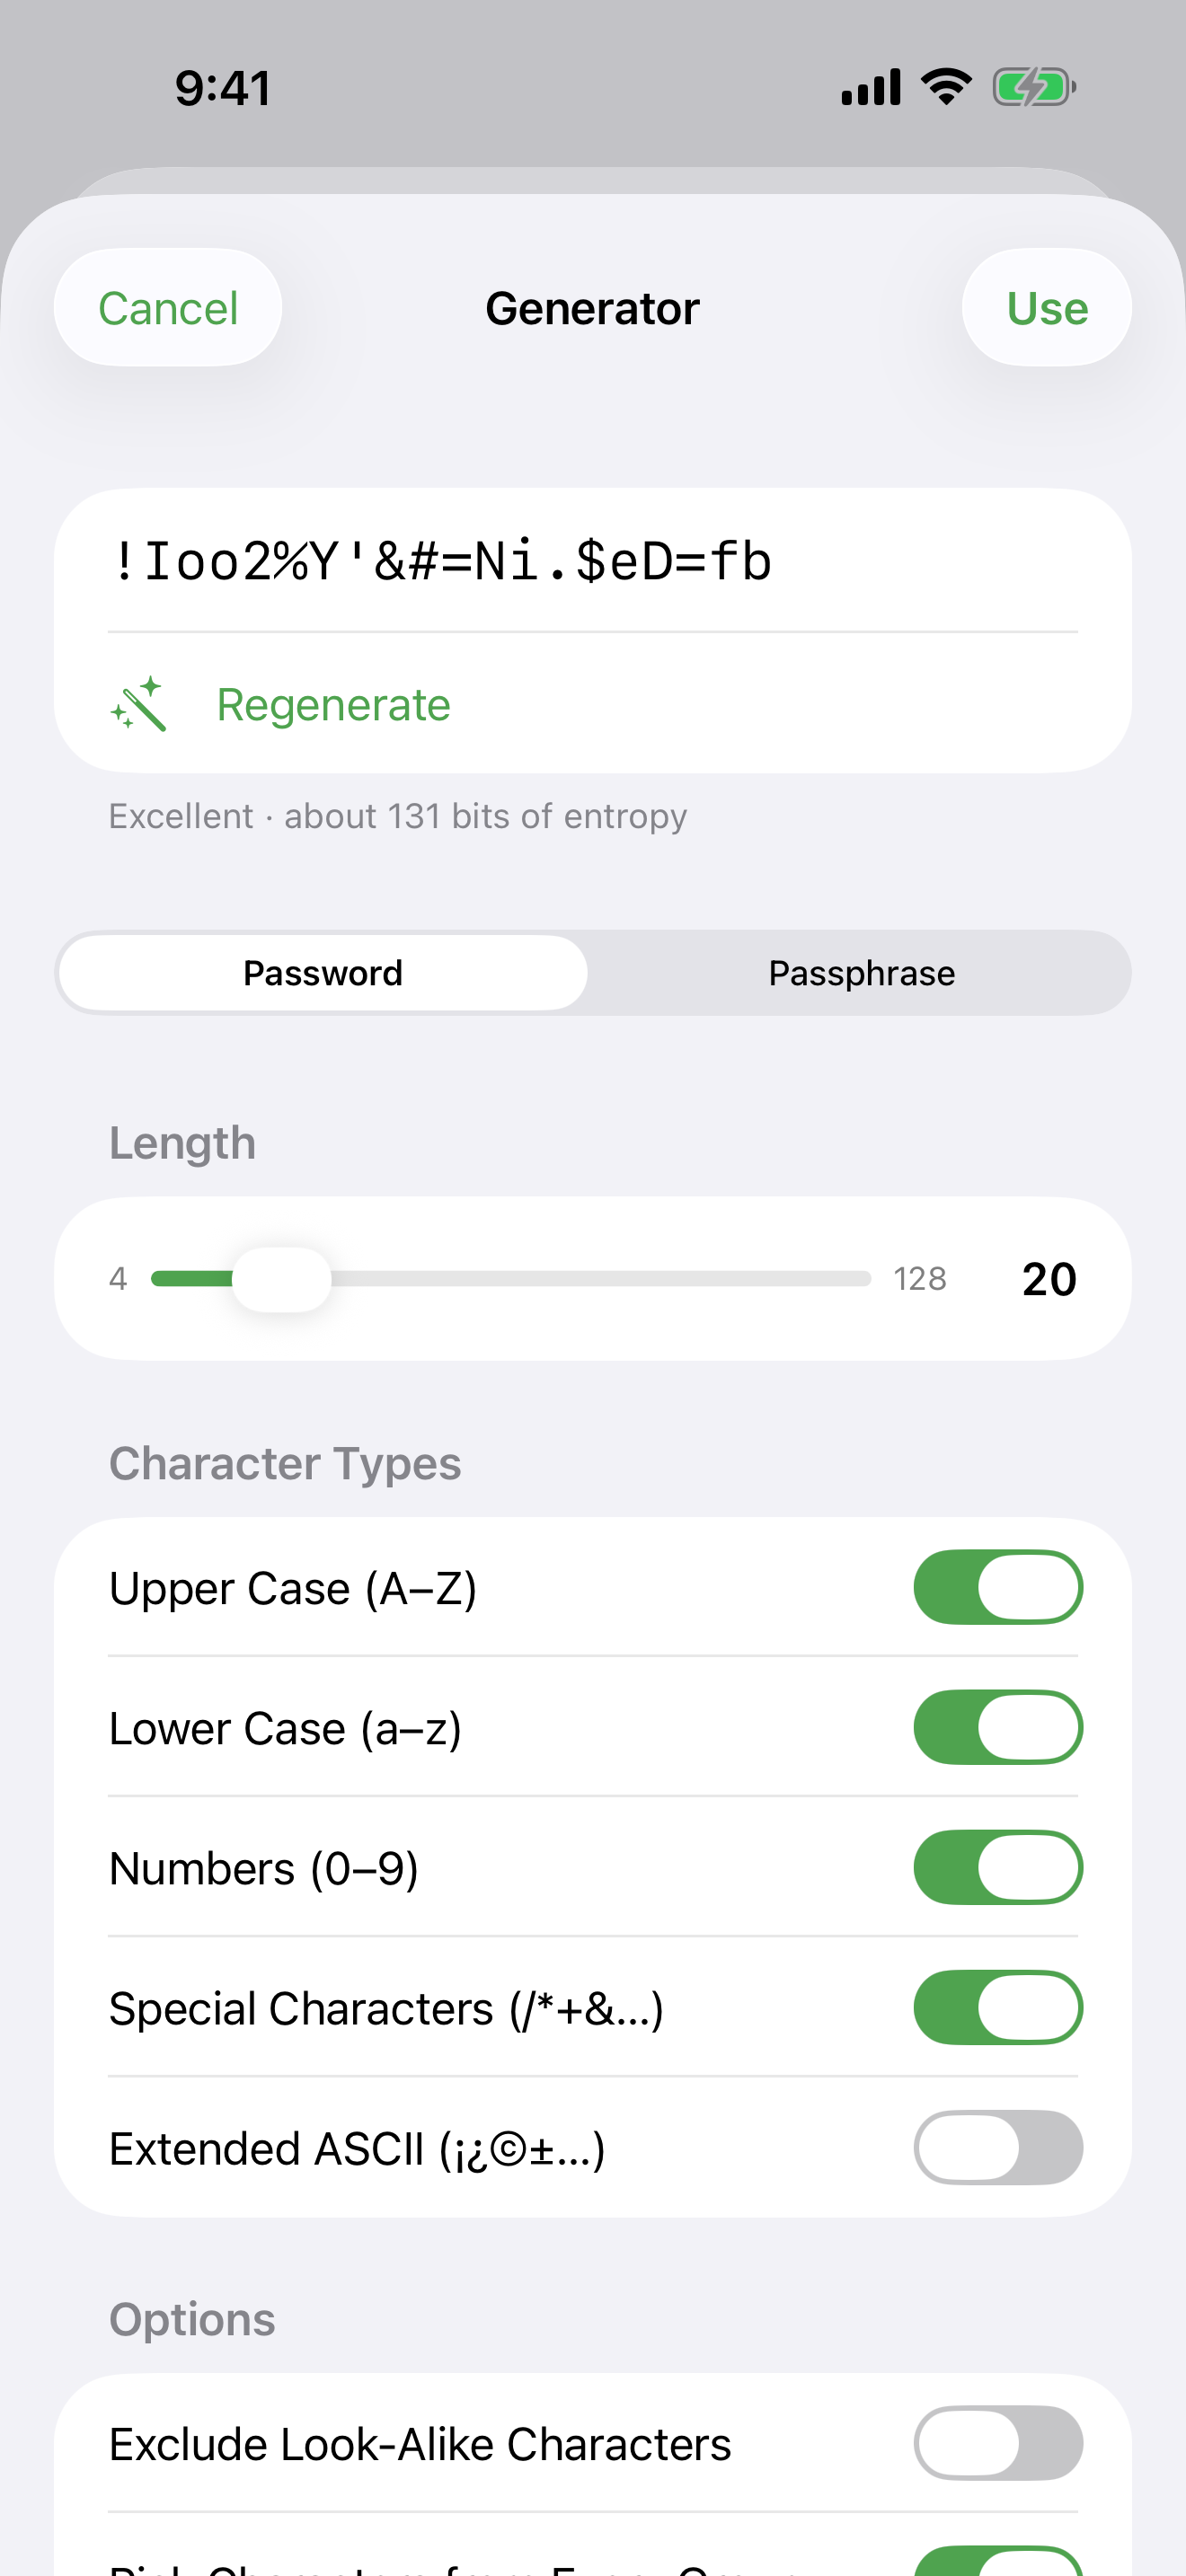 9:41
Cancel
Generator
Use
!Ioo2%Y'&#=Ni.$eD=fb
Regenerate
Excellent · about 131 bits of entropy
Password
Passphrase
Length
4
128
20
Character Types
Upper Case (A–Z)
Lower Case (a–z)
Numbers (0–9)
Special Characters (/*+&…)
Extended ASCII (¡¿©±…)
Options
Exclude Look-Alike Characters